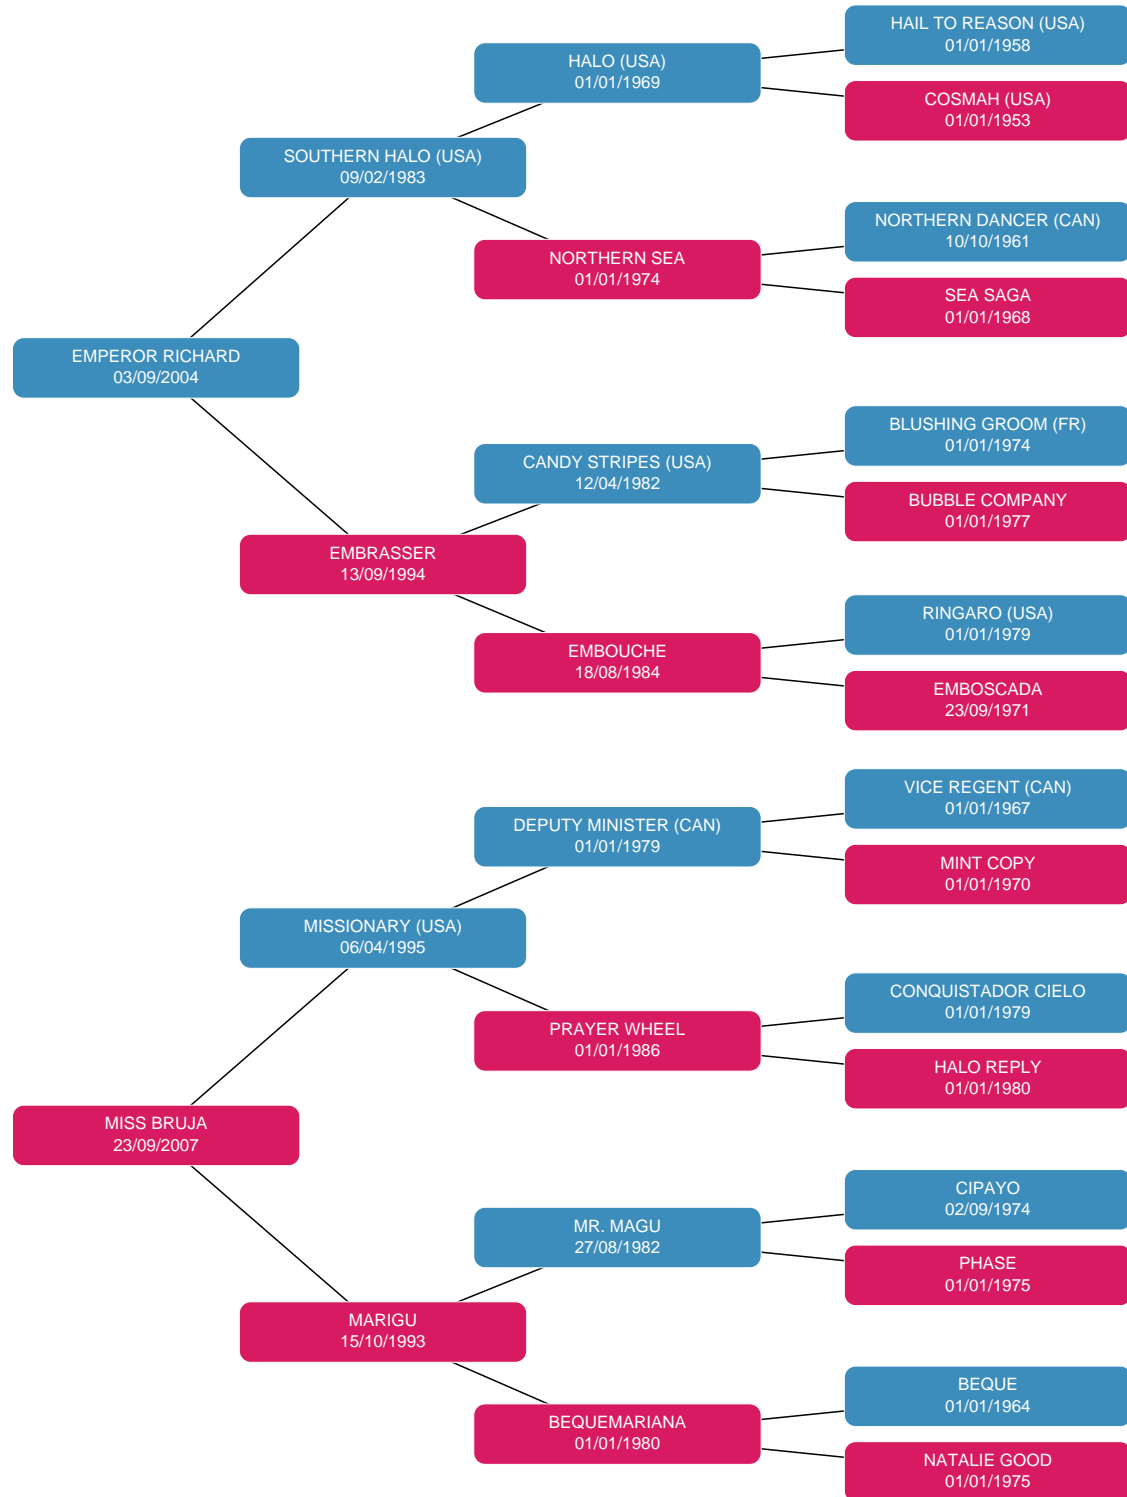 HAIL TO REASON (USA)
01/01/1958
HALO (USA)
01/01/1969
COSMAH (USA)
01/01/1953
SOUTHERN HALO (USA)
09/02/1983
NORTHERN DANCER (CAN)
10/10/1961
NORTHERN SEA
01/01/1974
SEA SAGA
01/01/1968
EMPEROR RICHARD
03/09/2004
BLUSHING GROOM (FR)
01/01/1974
CANDY STRIPES (USA)
12/04/1982
BUBBLE COMPANY
01/01/1977
EMBRASSER
13/09/1994
RINGARO (USA)
01/01/1979
EMBOUCHE
18/08/1984
EMBOSCADA
23/09/1971
VICE REGENT (CAN)
01/01/1967
DEPUTY MINISTER (CAN)
01/01/1979
MINT COPY
01/01/1970
MISSIONARY (USA)
06/04/1995
CONQUISTADOR CIELO
01/01/1979
PRAYER WHEEL
01/01/1986
HALO REPLY
01/01/1980
MISS BRUJA
23/09/2007
CIPAYO
02/09/1974
MR. MAGU
27/08/1982
PHASE
01/01/1975
MARIGU
15/10/1993
BEQUE
01/01/1964
BEQUEMARIANA
01/01/1980
NATALIE GOOD
01/01/1975